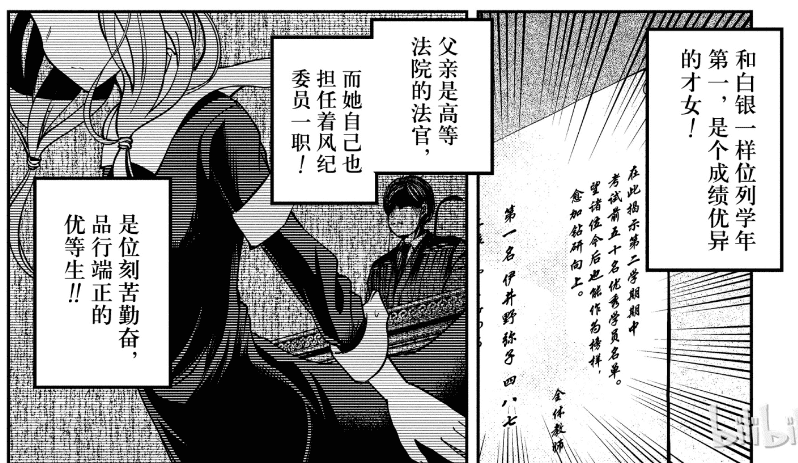 和白银一样位列学年
第一，是个成绩优异
的才女！
在此揭示第二学期期中
考试前五十名优秀学员名单。
望诸位今后也能作为榜样，
愈加钻研向上。
全体教师
第一名 伊井野弥子 四八七
父亲是高等
法院的法官，
而她自己也
担任着风纪
委员一职！
是位刻苦勤奋，
品行端正的
优等生!!
bilibi